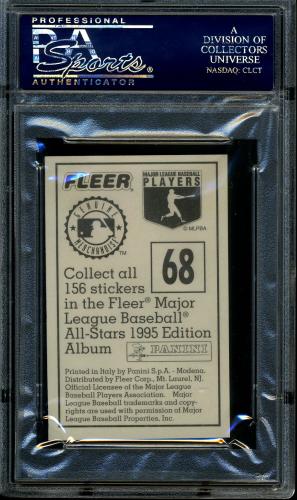 PROFESSIONAL
PSA
Sports
AUTHENTICATOR
A
DIVISION OF
COLLECTORS
UNIVERSE
NASDAQ: CLCT
FLEER
MAJOR LEAGUE BASEBALL
PLAYERS
© MLBPA
GENUINE
MERCHANDISE
TM
68
Collect all
156 stickers
in the Fleer® Major
League Baseball®
All-Stars 1995 Edition
Album PANINI
Printed in Italy by Panini S.p.A. - Modena.
Distributed by Fleer Corp., Mt. Laurel, NJ.
Official Licensee of the Major League
Baseball Players Association. Major
League Baseball trademarks and copy-
rights are used with permission of Major
League Baseball Properties, Inc.